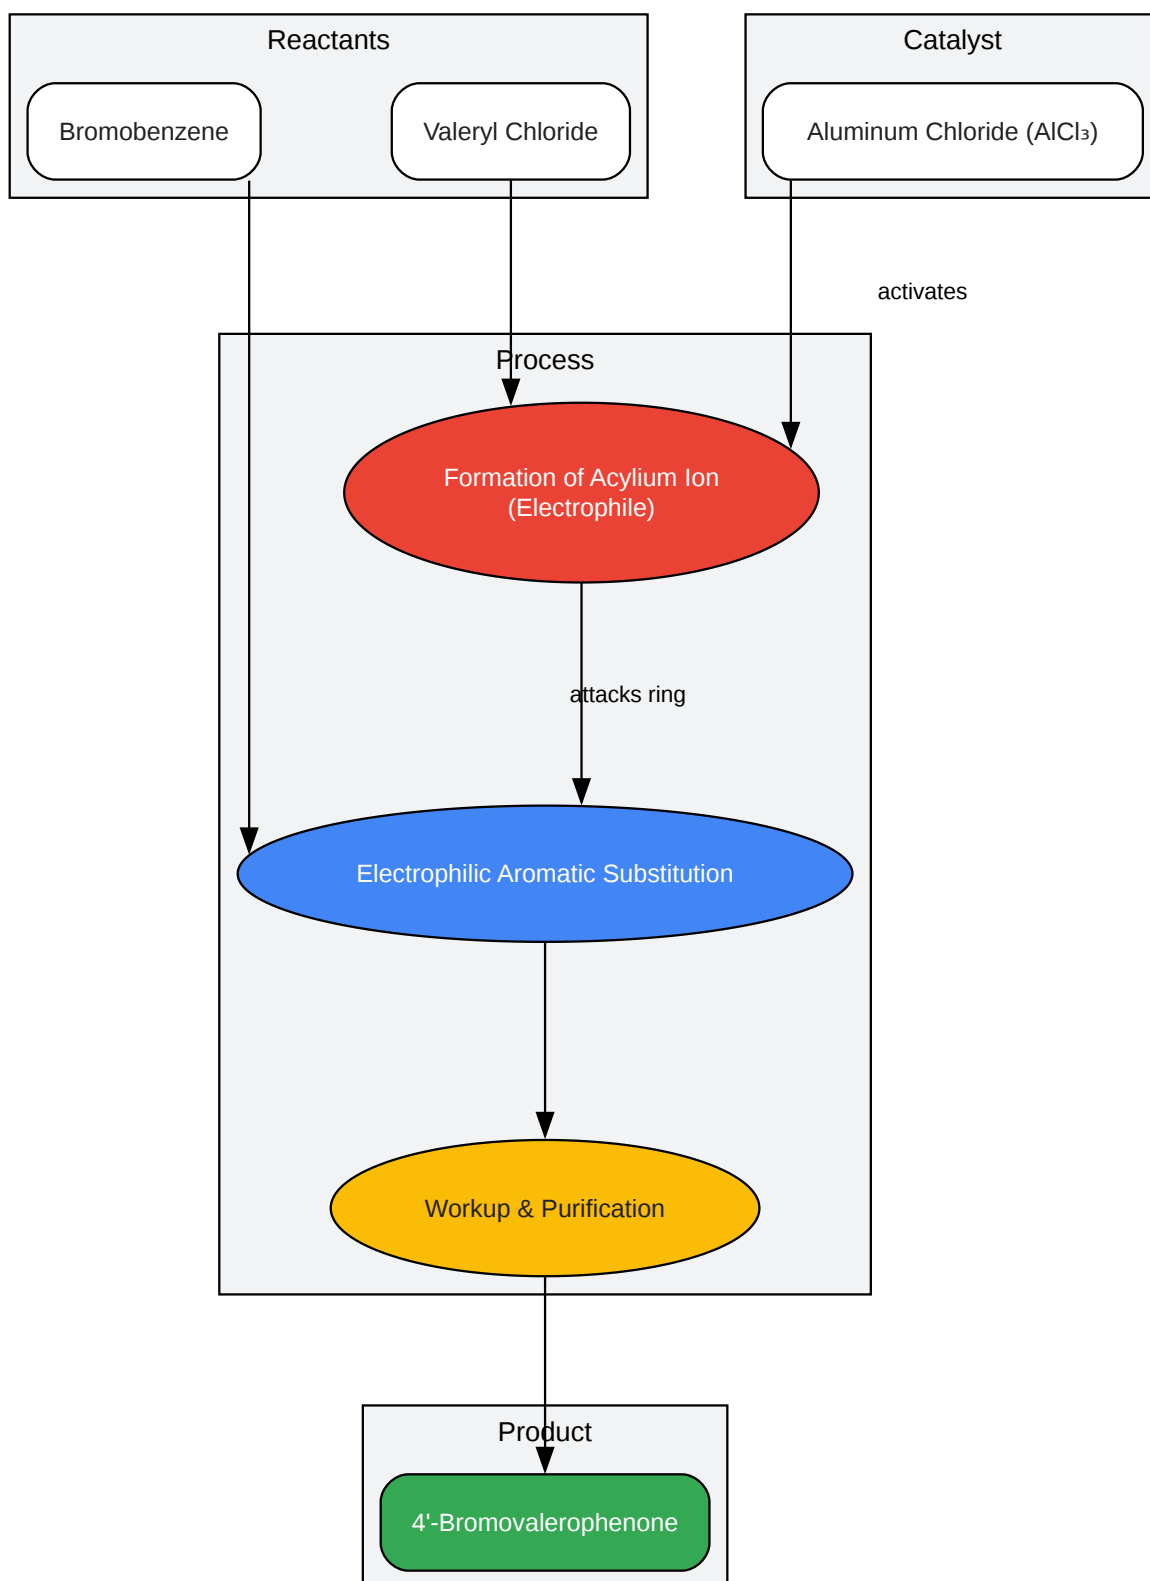 Reactants
Catalyst
Bromobenzene
Valeryl Chloride
Aluminum Chloride (AlCl₃)
activates
Process
Formation of Acylium Ion
(Electrophile)
attacks ring
Electrophilic Aromatic Substitution
Workup & Purification
Product
4'-Bromovalerophenone